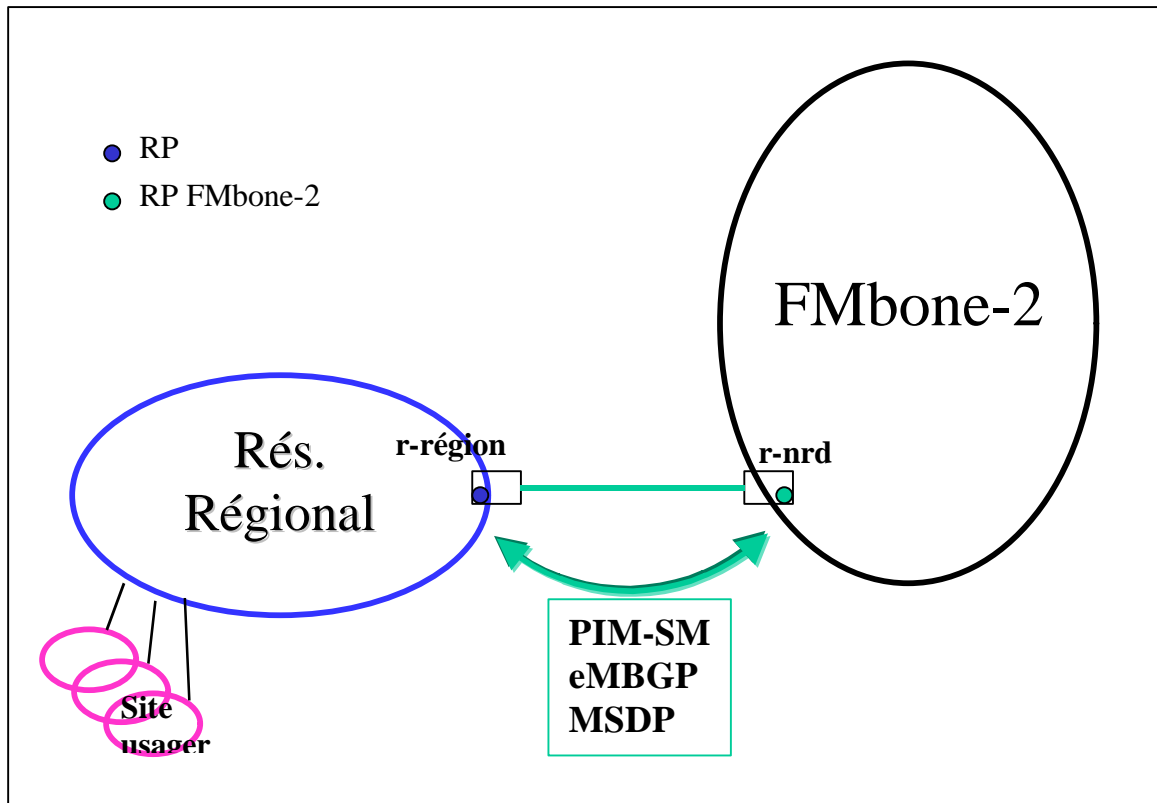 RP
RP FMbone-2
FMbone-2
Rés.
Régional
r-région
r-nrd
PIM-SM
eMBGP
MSDP
Site
usager